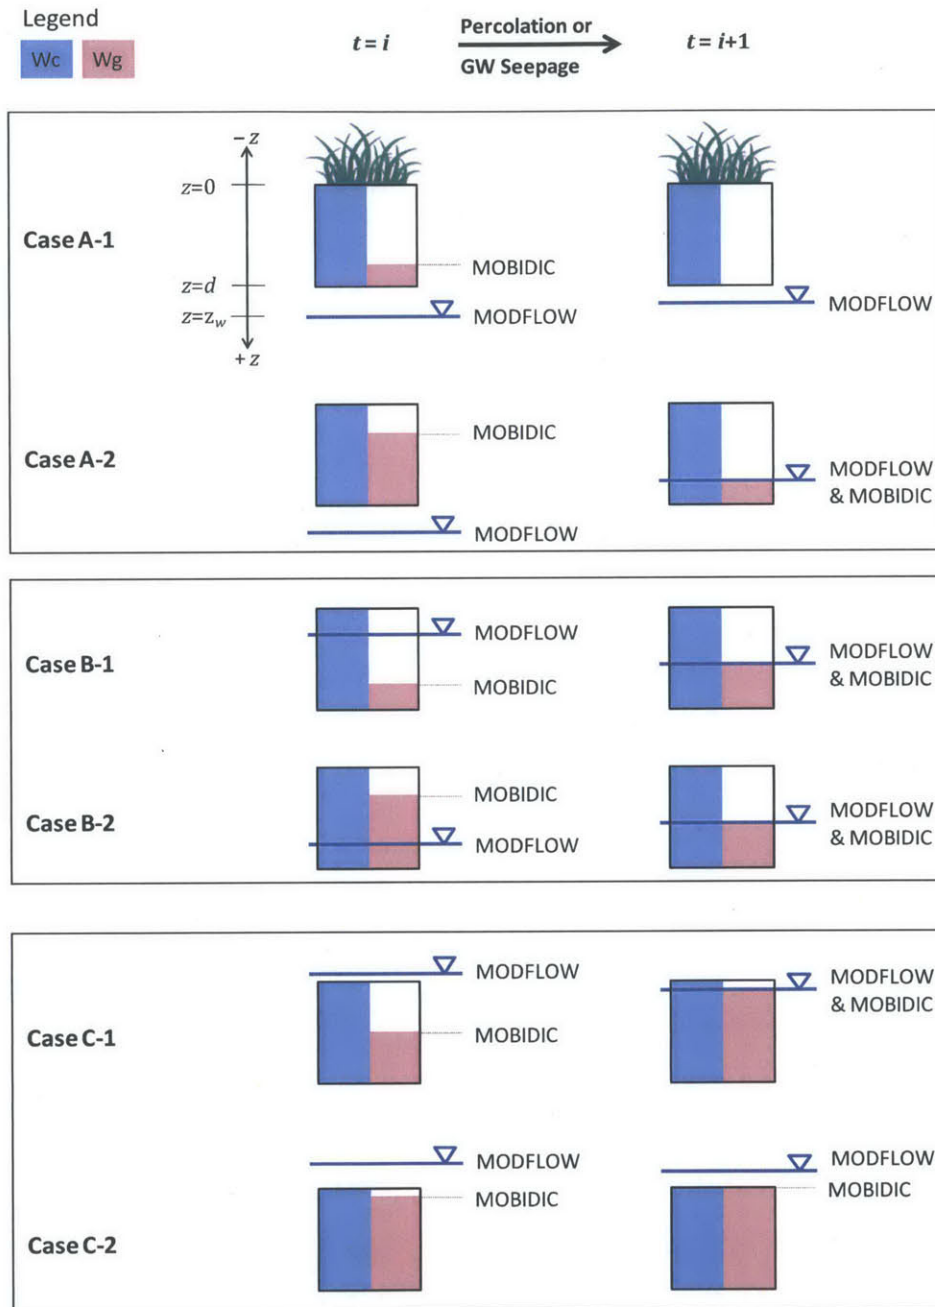 Legend
Wc Wg
t = i
Percolation or
GW Seepage
t = i+1
Case A-1
− z
z=0
z=d
z=z_w
+ z
MOBIDIC
MODFLOW
MODFLOW
Case A-2
MOBIDIC
MODFLOW
MODFLOW
& MOBIDIC
Case B-1
MODFLOW
MOBIDIC
MODFLOW
& MOBIDIC
Case B-2
MOBIDIC
MODFLOW
MODFLOW
& MOBIDIC
Case C-1
MODFLOW
MOBIDIC
MODFLOW
& MOBIDIC
Case C-2
MODFLOW
MOBIDIC
MODFLOW
MOBIDIC